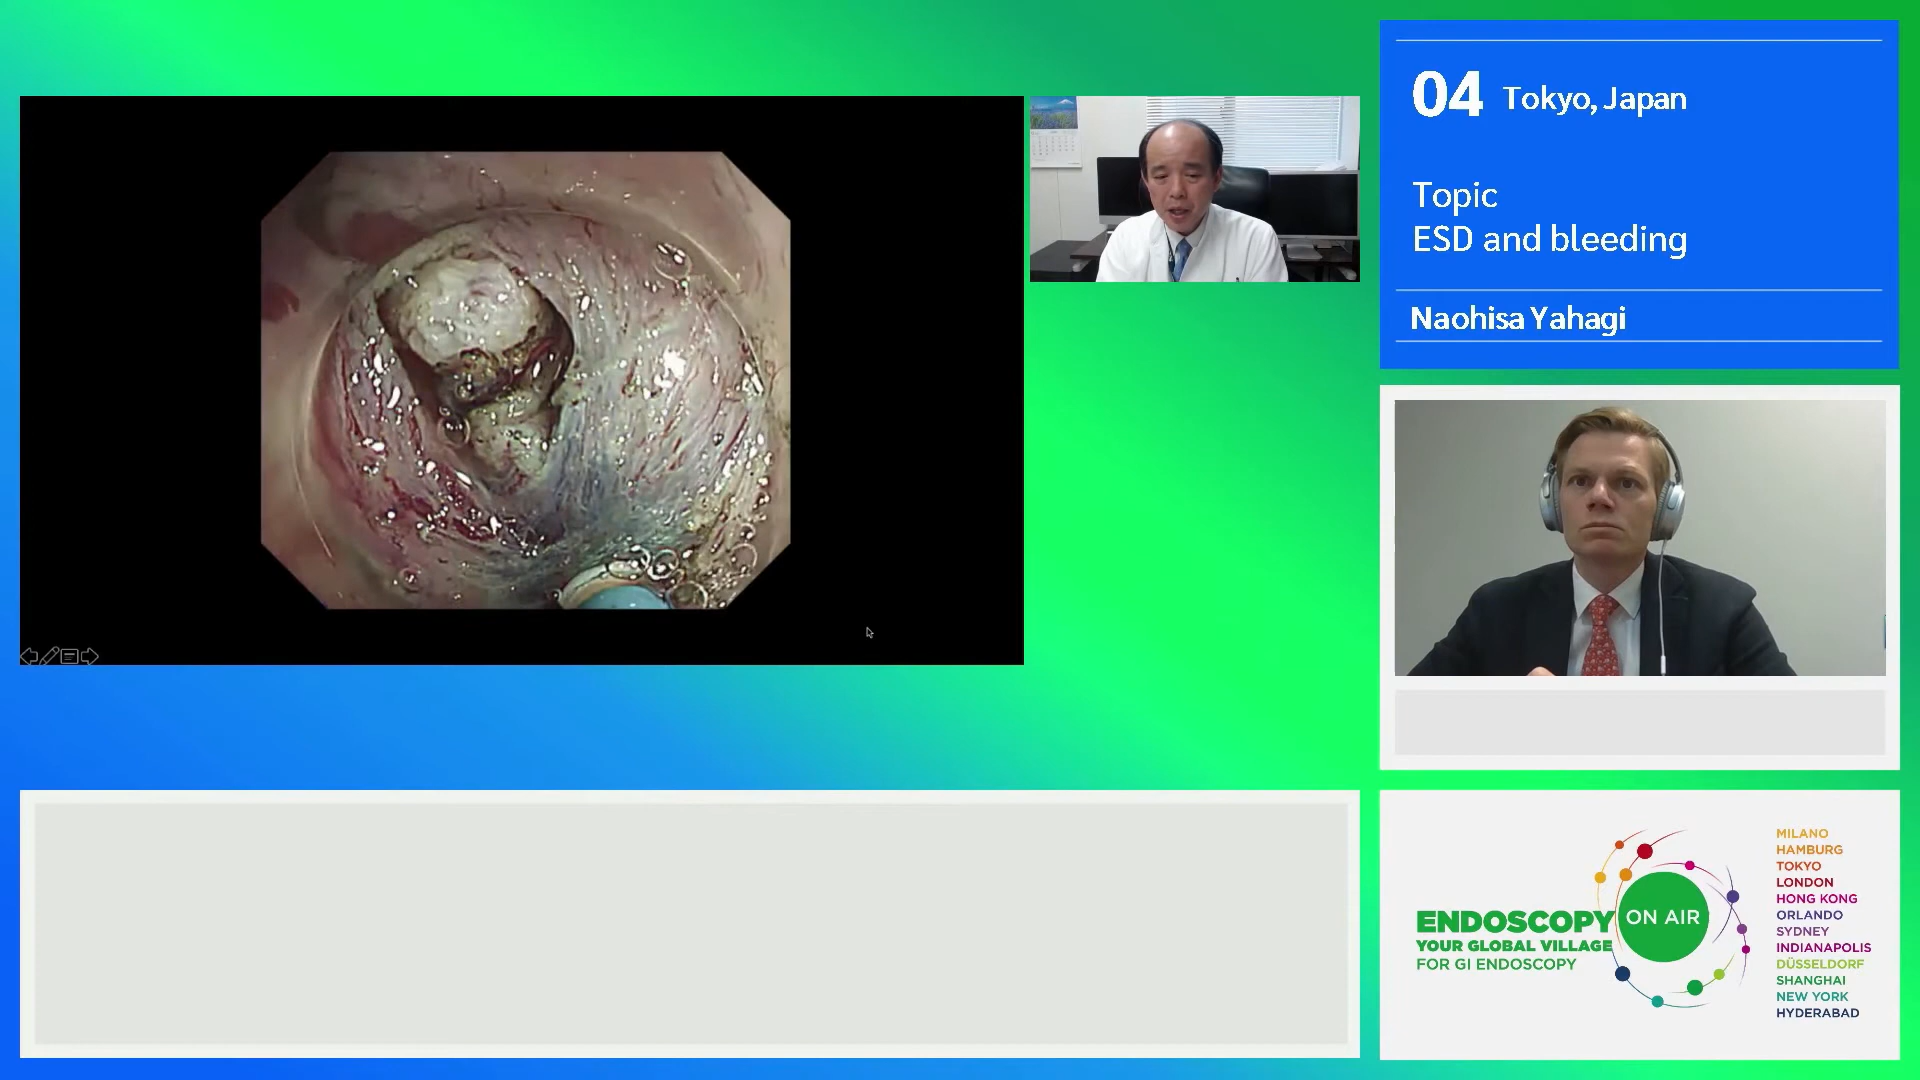 04 Tokyo, Japan
Topic
ESD and bleeding
Naohisa Yahagi
ENDOSCOPY
YOUR GLOBAL VILLAGE
FOR GI ENDOSCOPY
ON AIR
MILANO
HAMBURG
TOKYO
LONDON
HONG KONG
ORLANDO
SYDNEY
INDIANAPOLIS
DÜSSELDORF
SHANGHAI
NEW YORK
HYDERABAD